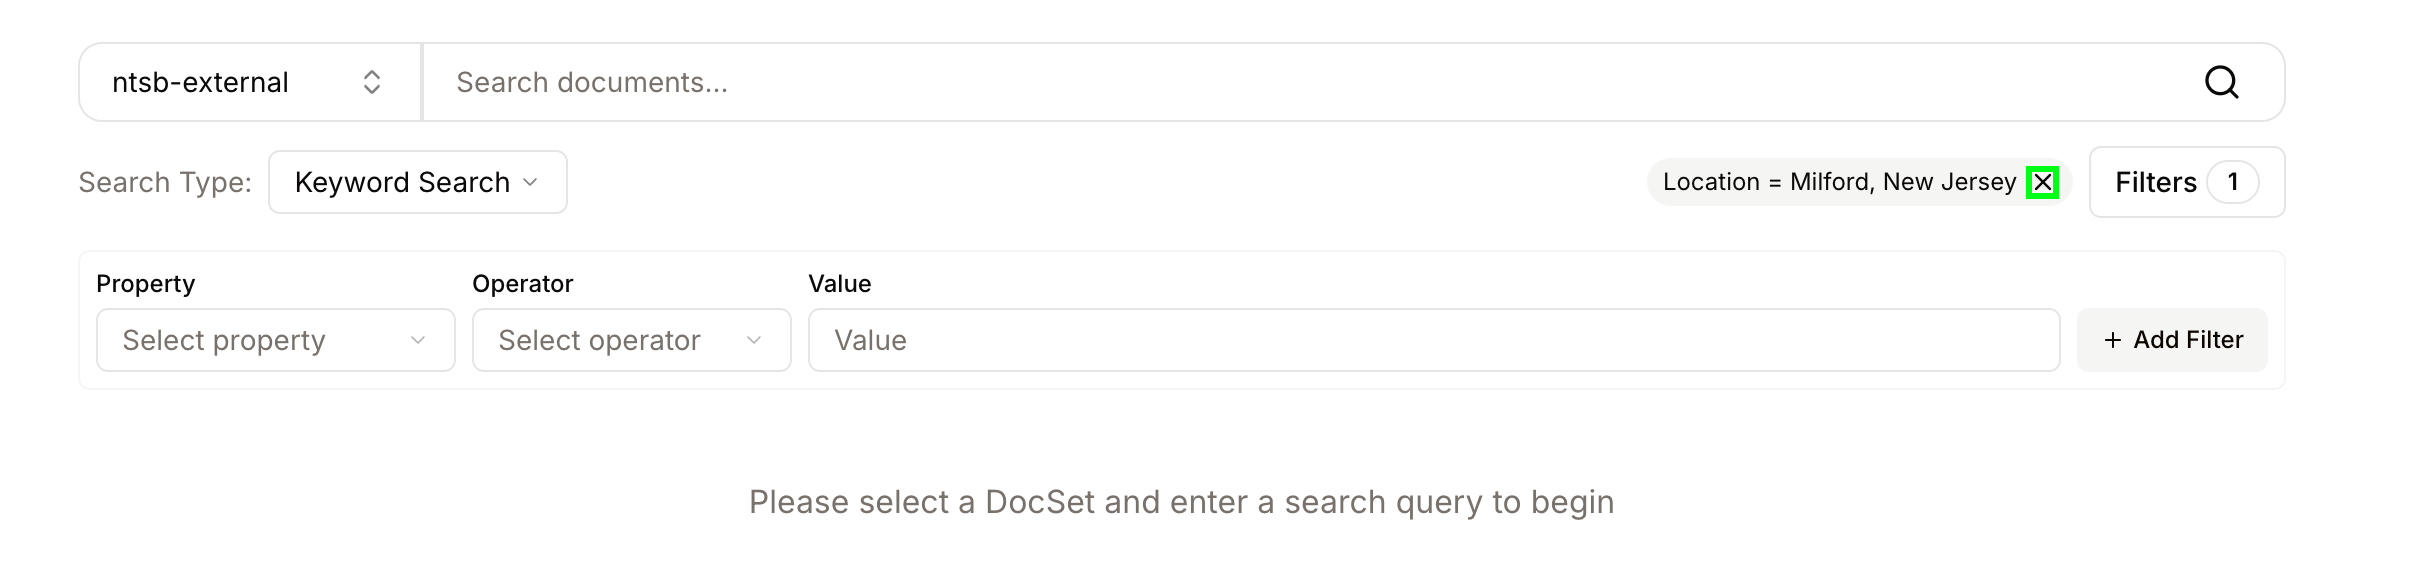 ntsb-external Search documents...
Search Type: Keyword Search Location = Milford, New Jersey Filters 1
Property Operator Value
Select property Select operator Value + Add Filter
Please select a DocSet and enter a search query to begin